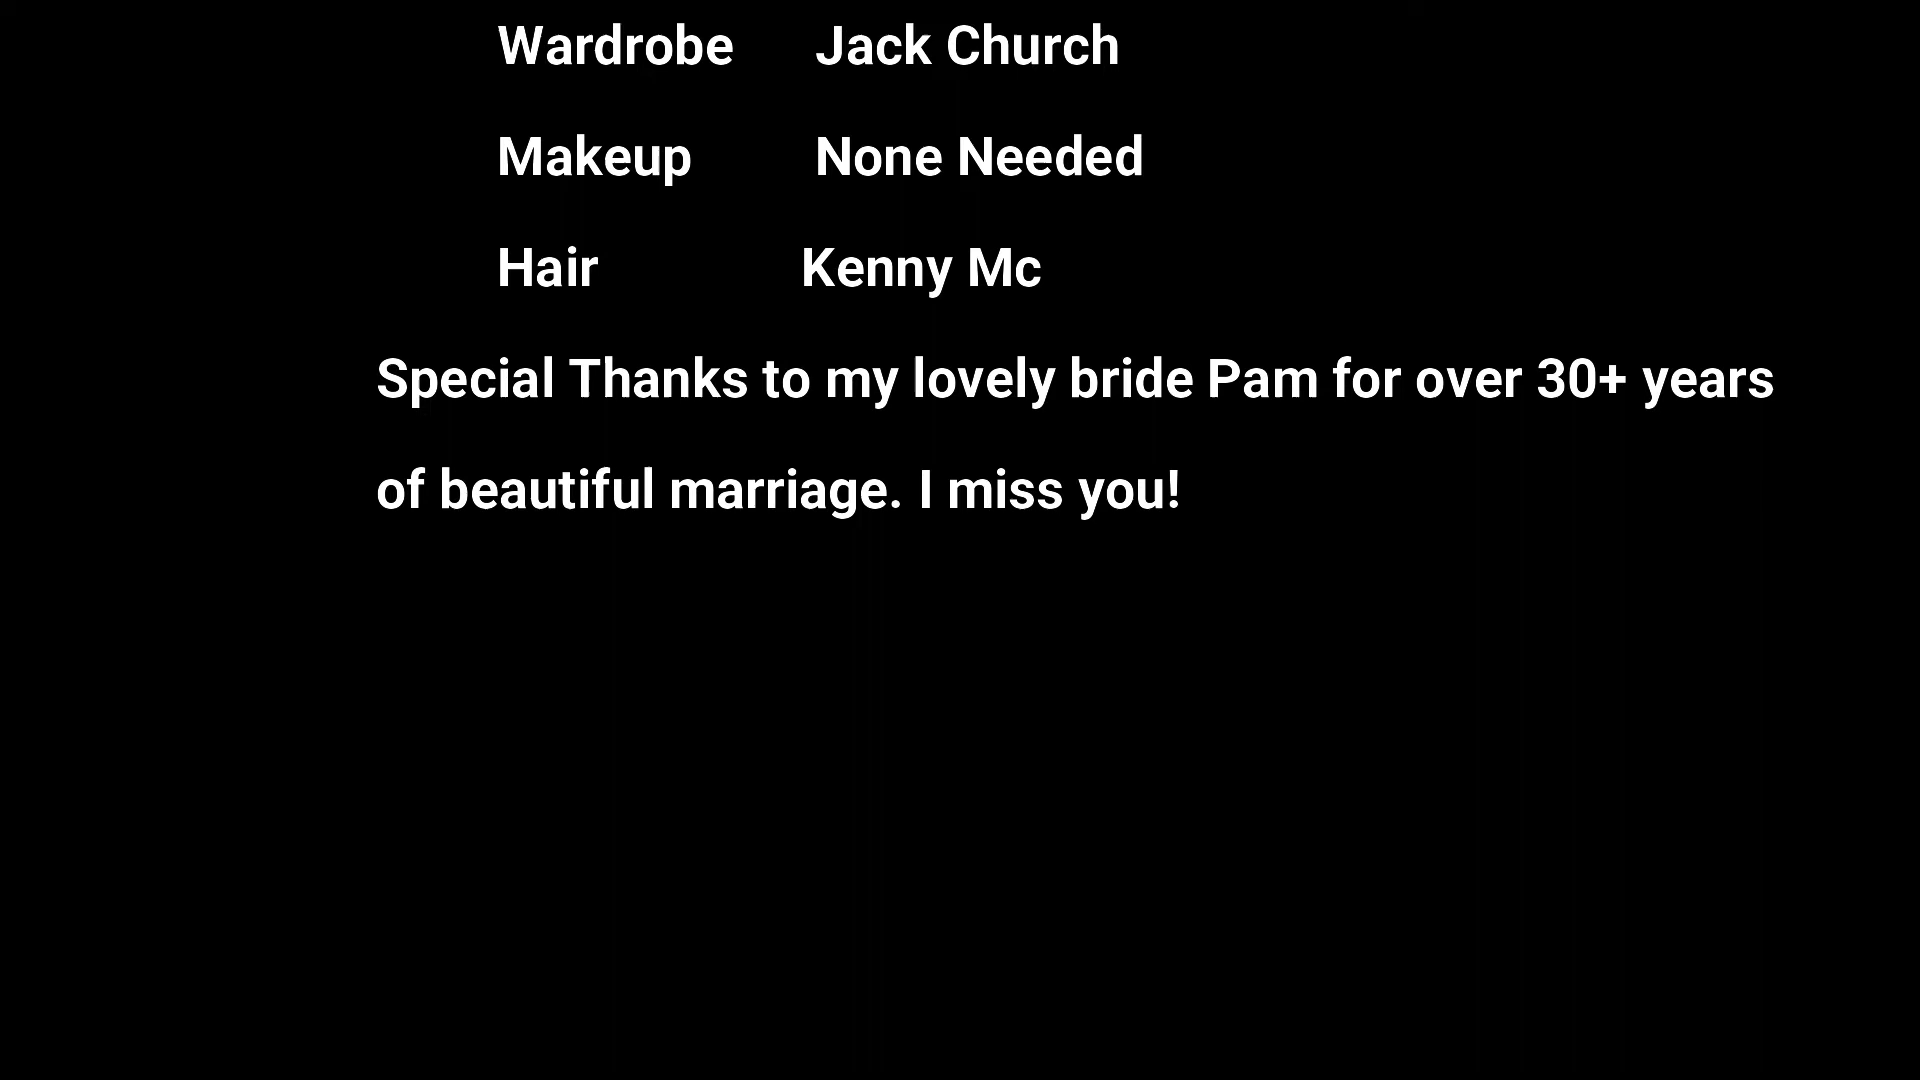 Wardrobe Jack Church
Makeup None Needed
Hair Kenny Mc
Special Thanks to my lovely bride Pam for over 30+ years
of beautiful marriage. I miss you!